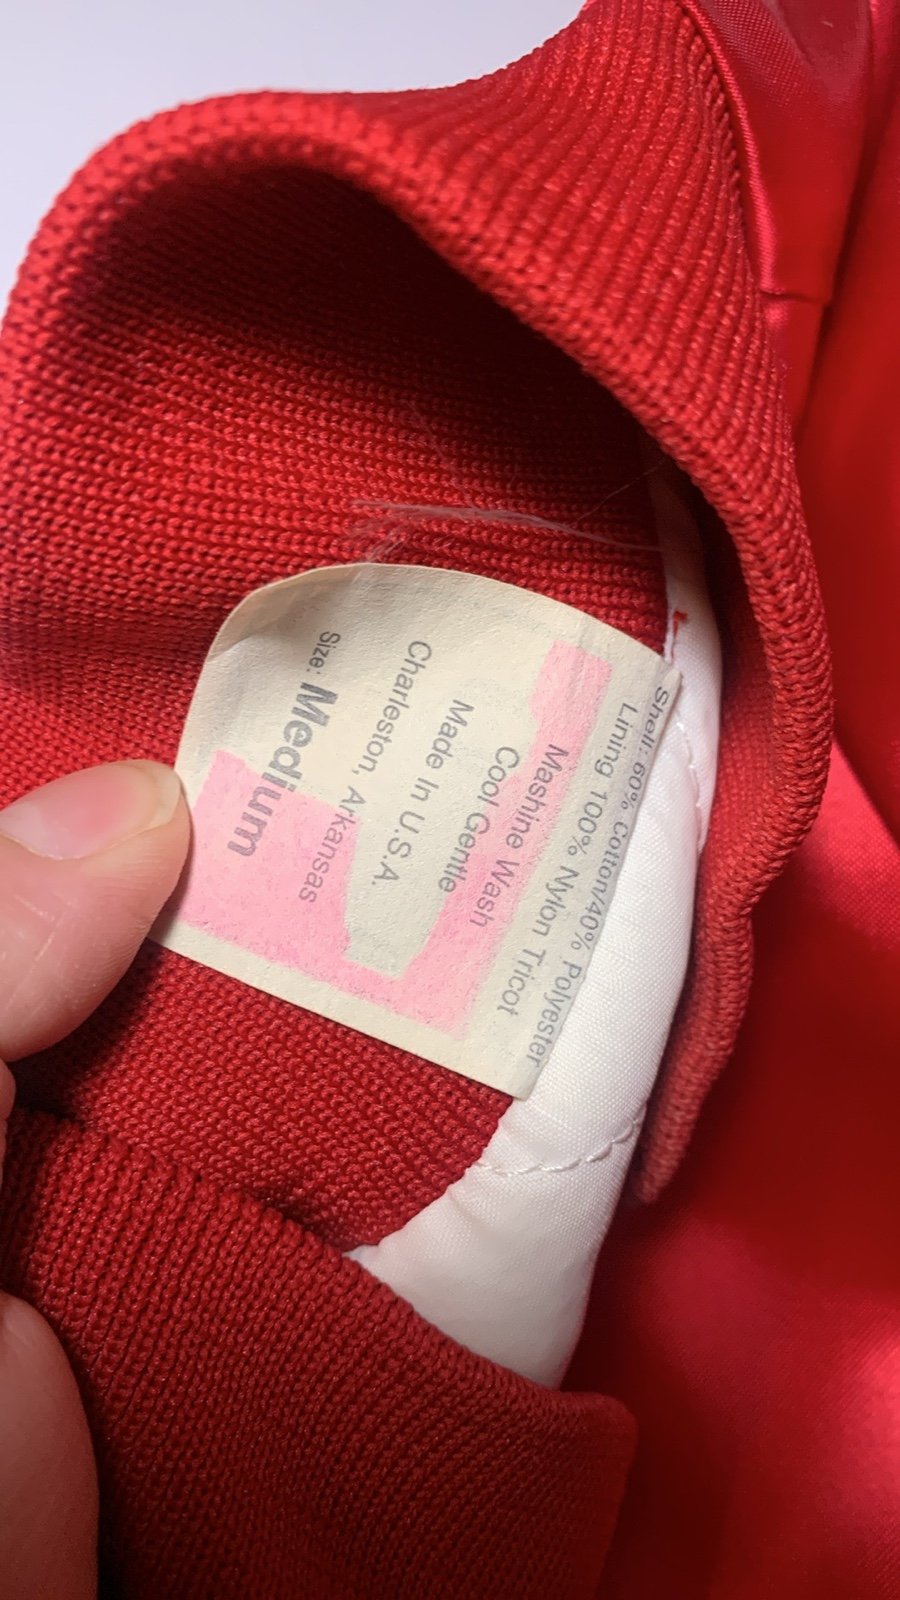 Shell: 60% Cotton/40% Polyester
Lining 100% Nylon Tricot
Mashine Wash
Cool Gentle
Made In U.S.A.
Charleston, Arkansas
Size: Medium